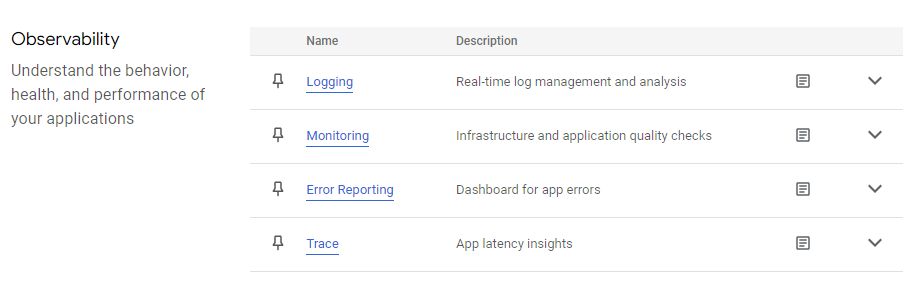 Observability
Understand the behavior,
health, and performance of
your applications
Name Description
Logging Real-time log management and analysis
Monitoring Infrastructure and application quality checks
Error Reporting Dashboard for app errors
Trace App latency insights